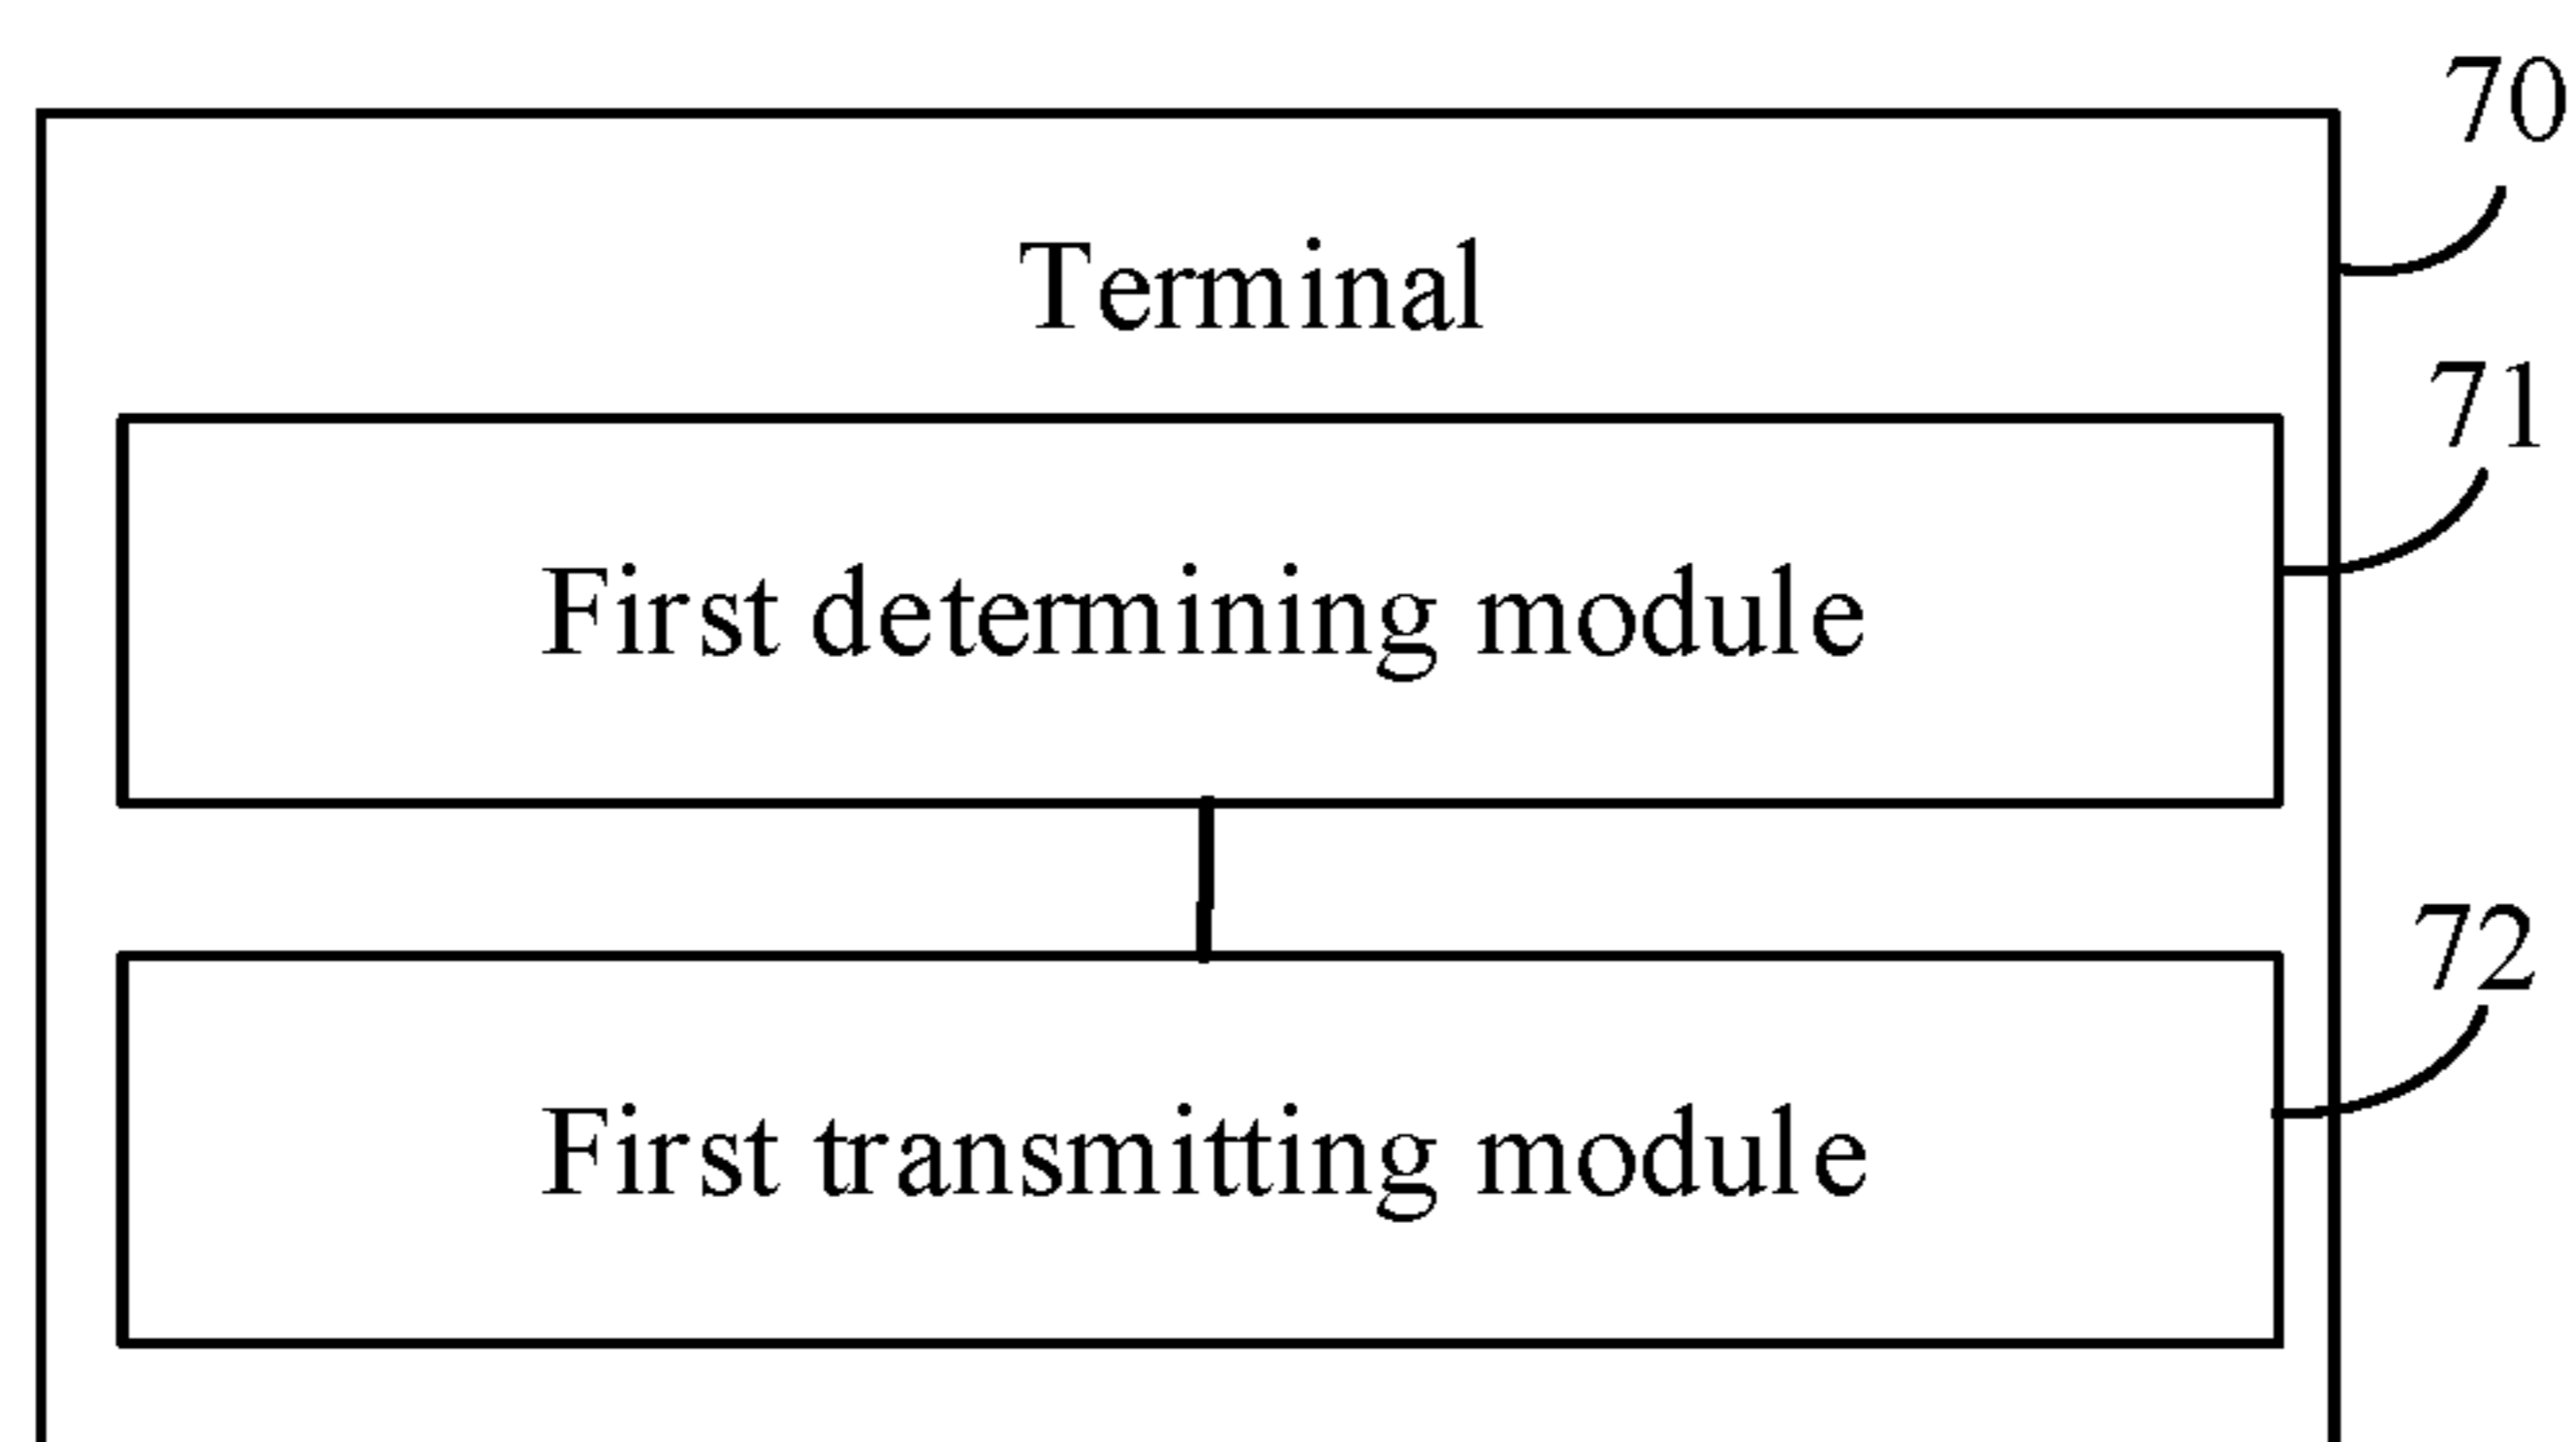 70
Terminal
71
First determining module
72
First transmitting module